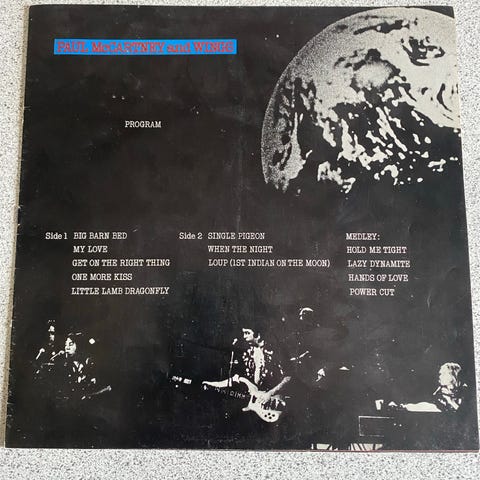 PAUL McCARTNEY and WINGS
PROGRAM
Side 1 BIG BARN BED
MY LOVE
GET ON THE RIGHT THING
ONE MORE KISS
LITTLE LAMB DRAGONFLY
Side 2 SINGLE PIGEON
WHEN THE NIGHT
LOUP (1ST INDIAN ON THE MOON)
MEDLEY:
HOLD ME TIGHT
LAZY DYNAMITE
HANDS OF LOVE
POWER CUT